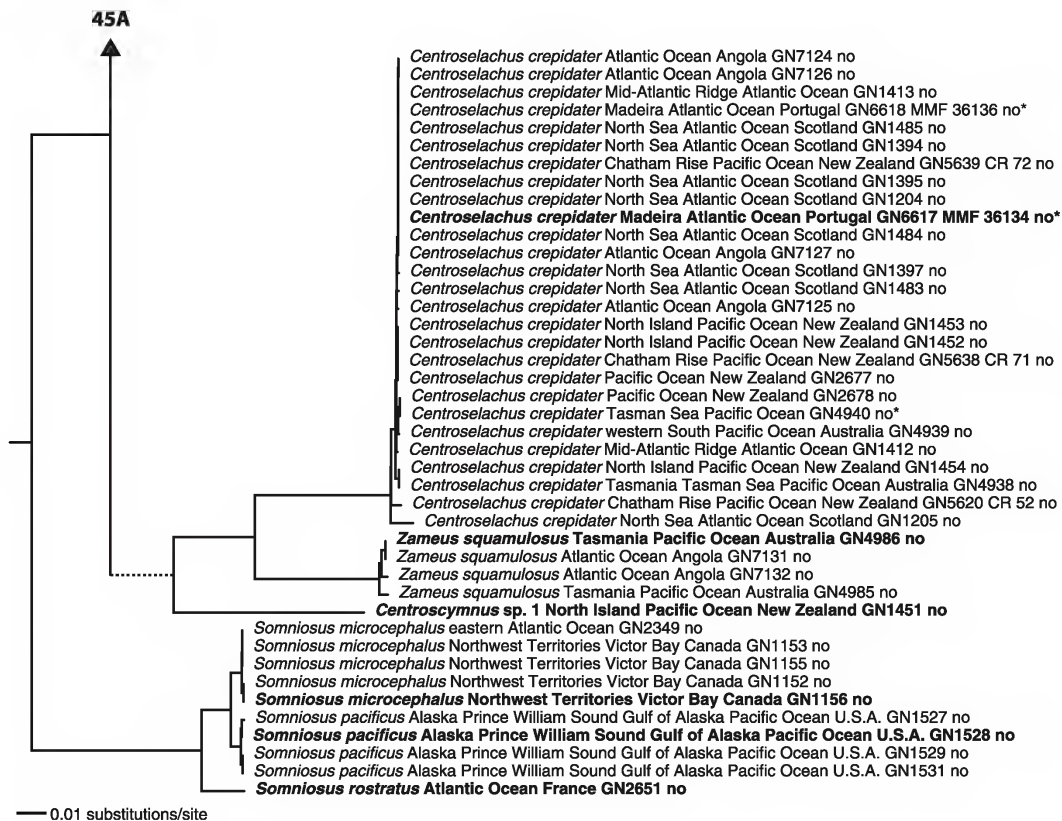 45A
Centroselachus crepidater Atlantic Ocean Angola GN7124 no
Centroselachus crepidater Atlantic Ocean Angola GN7126 no
Centroselachus crepidater Mid-Atlantic Ridge Atlantic Ocean GN1413 no
Centroselachus crepidater Madeira Atlantic Ocean Portugal GN6618 MMF 36136 no*
Centroselachus crepidater North Sea Atlantic Ocean Scotland GN1485 no
Centroselachus crepidater North Sea Atlantic Ocean Scotland GN1394 no
Centroselachus crepidater Chatham Rise Pacific Ocean New Zealand GN5639 CR 72 no
Centroselachus crepidater North Sea Atlantic Ocean Scotland GN1395 no
Centroselachus crepidater North Sea Atlantic Ocean Scotland GN1204 no
Centroselachus crepidater Madeira Atlantic Ocean Portugal GN6617 MMF 36134 no*
Centroselachus crepidater North Sea Atlantic Ocean Scotland GN1484 no
Centroselachus crepidater Atlantic Ocean Angola GN7127 no
Centroselachus crepidater North Sea Atlantic Ocean Scotland GN1397 no
Centroselachus crepidater North Sea Atlantic Ocean Scotland GN1483 no
Centroselachus crepidater Atlantic Ocean Angola GN7125 no
Centroselachus crepidater North Island Pacific Ocean New Zealand GN1453 no
Centroselachus crepidater North Island Pacific Ocean New Zealand GN1452 no
Centroselachus crepidater Chatham Rise Pacific Ocean New Zealand GN5638 CR 71 no
Centroselachus crepidater Pacific Ocean New Zealand GN2677 no
Centroselachus crepidater Pacific Ocean New Zealand GN2678 no
Centroselachus crepidater Tasman Sea Pacific Ocean GN4940 no*
Centroselachus crepidater western South Pacific Ocean Australia GN4939 no
Centroselachus crepidater Mid-Atlantic Ridge Atlantic Ocean GN1412 no
Centroselachus crepidater North Island Pacific Ocean New Zealand GN1454 no
Centroselachus crepidater Tasmania Tasman Sea Pacific Ocean Australia GN4938 no
Centroselachus crepidater Chatham Rise Pacific Ocean New Zealand GN5620 CR 52 no
Centroselachus crepidater North Sea Atlantic Ocean Scotland GN1205 no
Zameus squamulosus Tasmania Pacific Ocean Australia GN4986 no
Zameus squamulosus Atlantic Ocean Angola GN7131 no
Zameus squamulosus Atlantic Ocean Angola GN7132 no
Zameus squamulosus Tasmania Pacific Ocean Australia GN4985 no
Centroscymnus sp. 1 North Island Pacific Ocean New Zealand GN1451 no
Somniosus microcephalus eastern Atlantic Ocean GN2349 no
Somniosus microcephalus Northwest Territories Victor Bay Canada GN1153 no
Somniosus microcephalus Northwest Territories Victor Bay Canada GN1155 no
Somniosus microcephalus Northwest Territories Victor Bay Canada GN1152 no
Somniosus microcephalus Northwest Territories Victor Bay Canada GN1156 no
Somniosus pacificus Alaska Prince William Sound Gulf of Alaska Pacific Ocean U.S.A. GN1527 no
Somniosus pacificus Alaska Prince William Sound Gulf of Alaska Pacific Ocean U.S.A. GN1528 no
Somniosus pacificus Alaska Prince William Sound Gulf of Alaska Pacific Ocean U.S.A. GN1529 no
Somniosus pacificus Alaska Prince William Sound Gulf of Alaska Pacific Ocean U.S.A. GN1531 no
Somniosus rostratus Atlantic Ocean France GN2651 no
0.01 substitutions/site